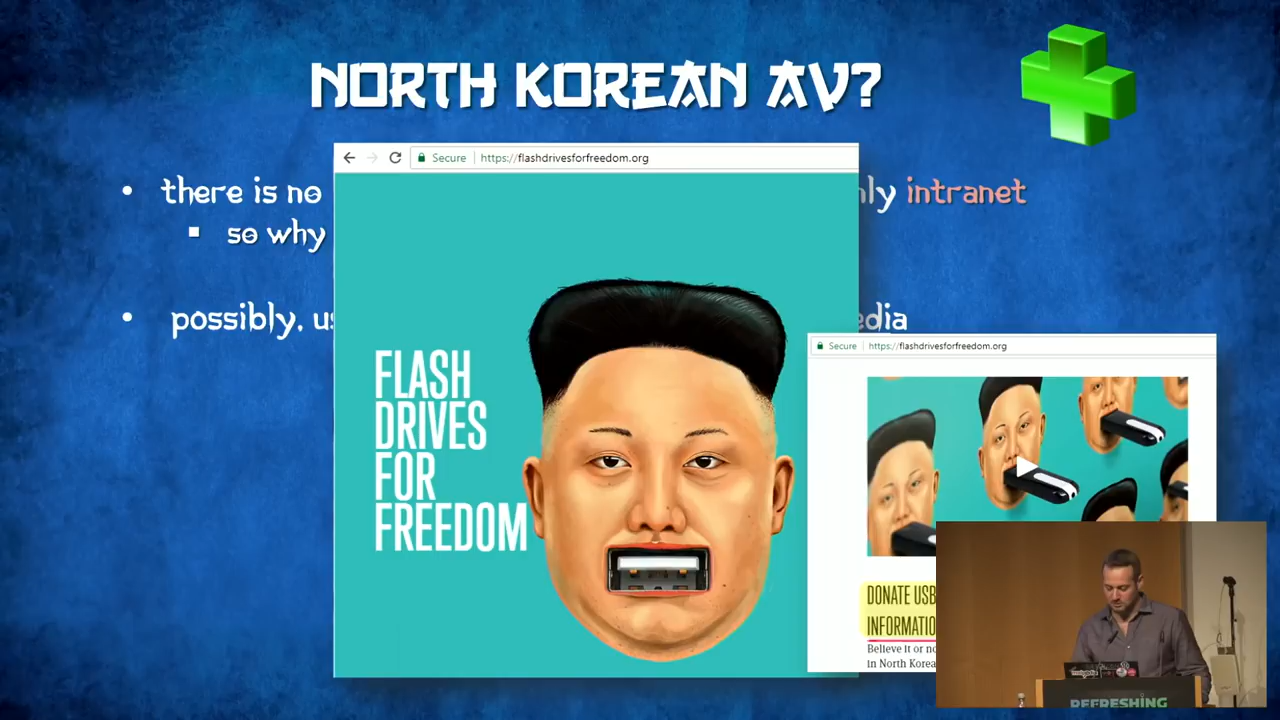 NORTH KOREAN AV?
Secure https://flashdrivesforfreedom.org
• there is no
nly intranet
▪ so why
• possibly, us
edia
FLASH
DRIVES
FOR
FREEDOM
Secure https://flashdrivesforfreedom.org
DONATE USB
INFORMATIO
Believe it or no
in North Korea
REFRESHING